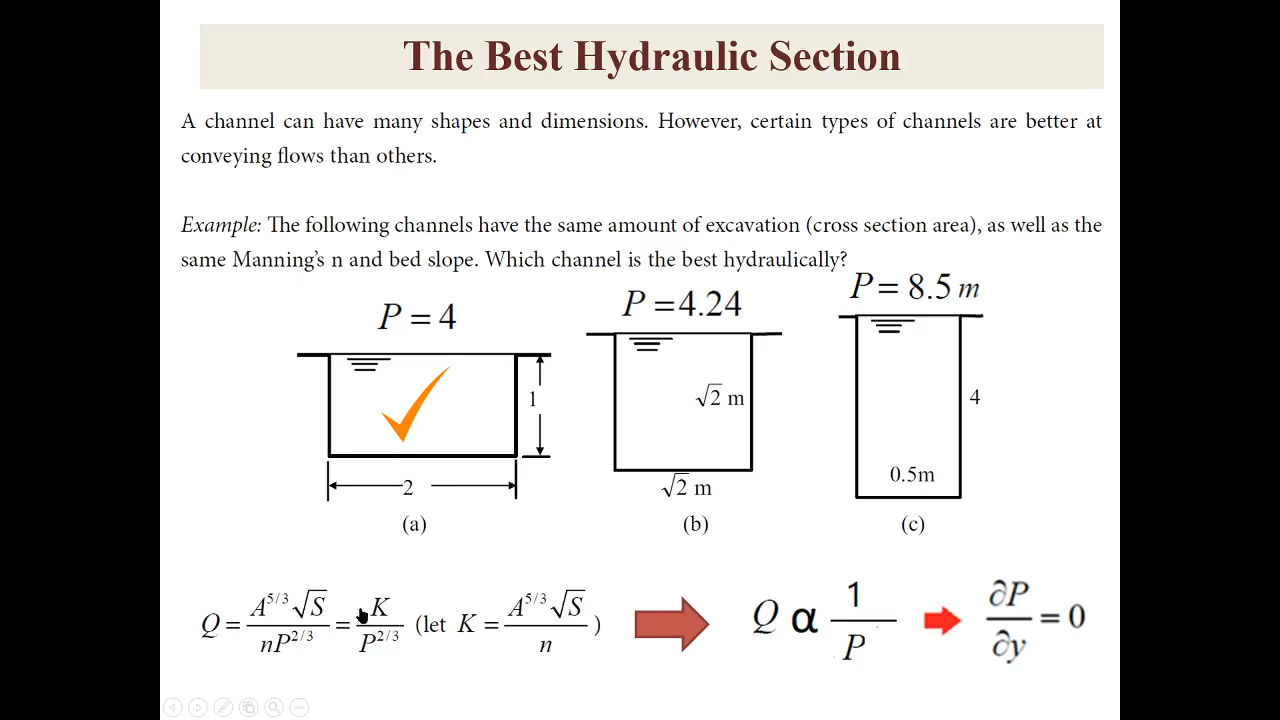 The Best Hydraulic Section
A channel can have many shapes and dimensions. However, certain types of channels are better at
conveying flows than others.
Example: The following channels have the same amount of excavation (cross section area), as well as the
same Manning's n and bed slope. Which channel is the best hydraulically?
P = 4
P = 4.24
P = 8.5 m
1
2
√2 m
√2 m
4
0.5m
(a)
(b)
(c)
Q = A^5/3 √S / nP^2/3 = K / P^2/3 (let K = A^5/3 √S / n )
Q α 1 / P
∂P / ∂y = 0